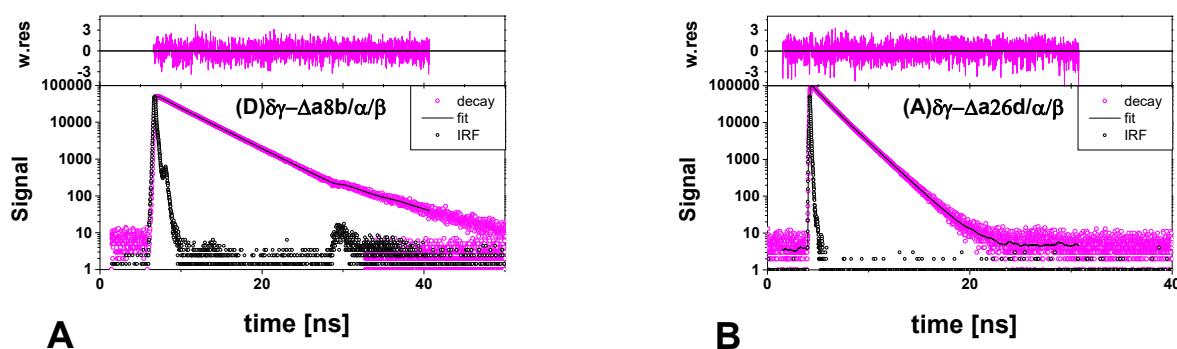 w.res
3
0
-3
100000
10000
1000
100
10
1
Signal
(D)δγ−Δa8b/α/β
decay
fit
IRF
0
20
40
time [ns]
A
w.res
3
0
-3
100000
10000
1000
100
10
1
Signal
(A)δγ−Δa26d/α/β
decay
fit
IRF
0
20
40
time [ns]
B